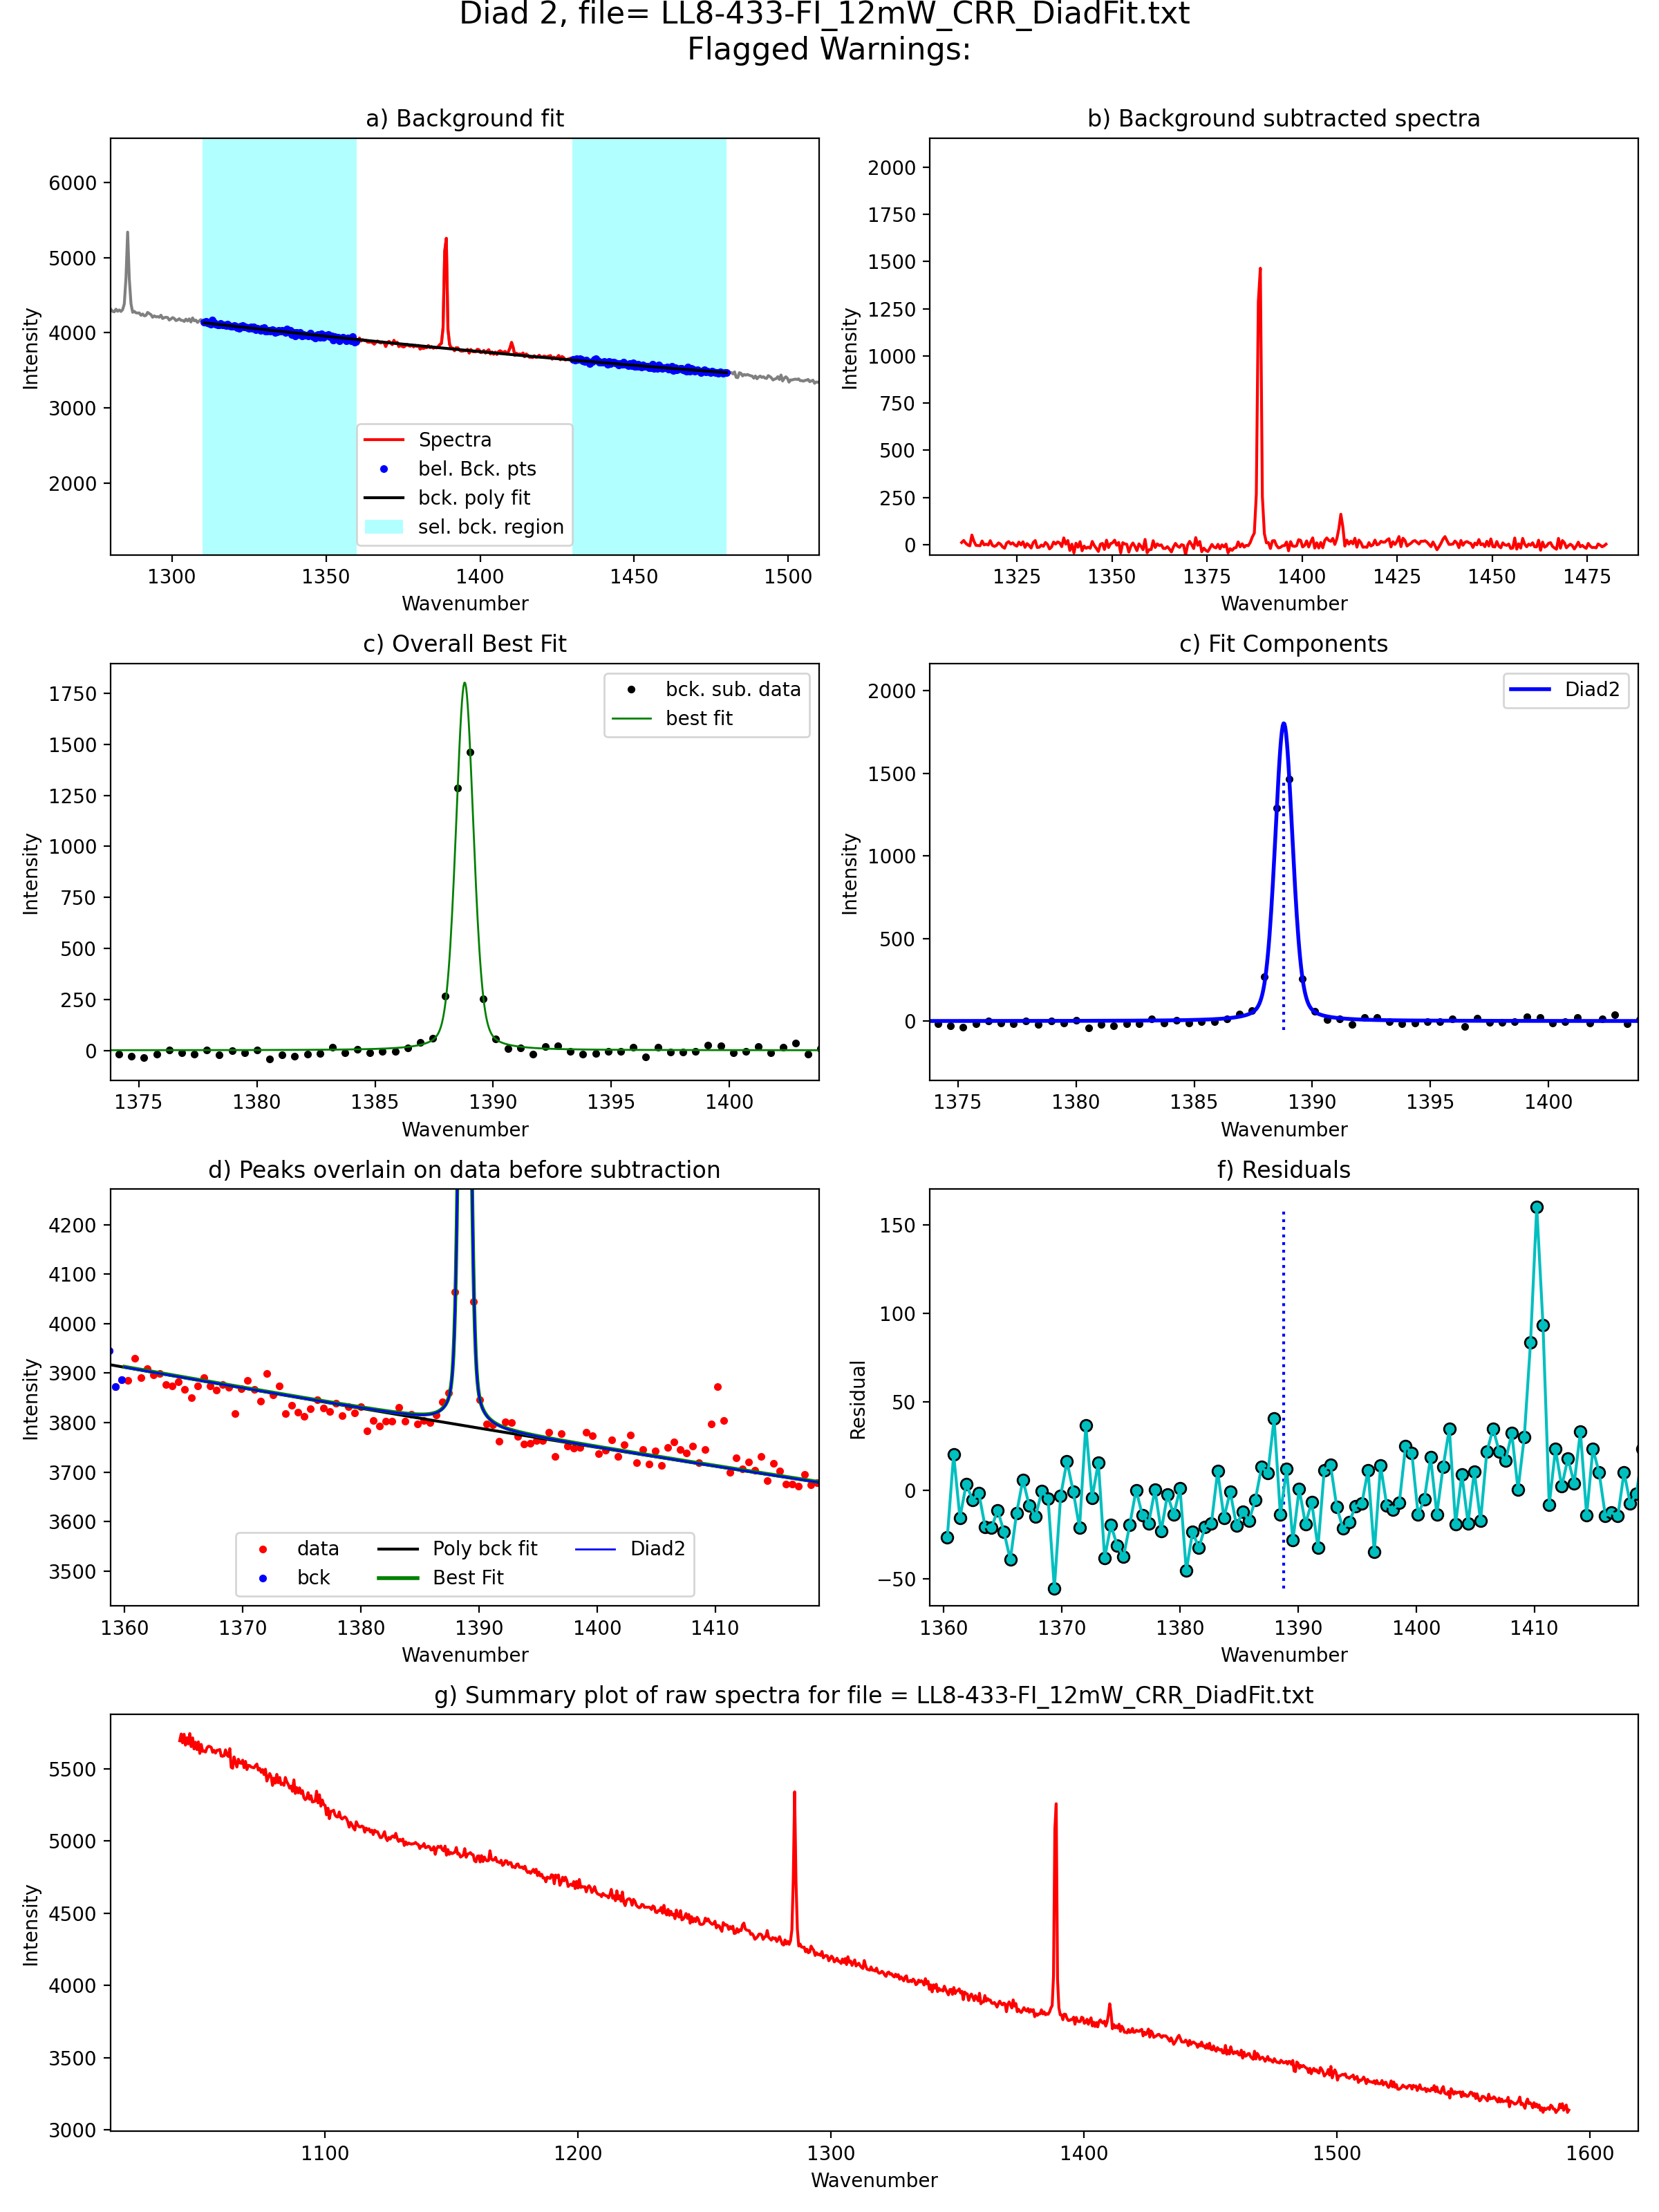 Diad 2, file= LL8-433-FI_12mW_CRR_DiadFit.txt
Flagged Warnings:
a) Background fit
6000
5000
4000
3000
2000
Intensity
Spectra
bel. Bck. pts
bck. poly fit
sel. bck. region
1300 1350 1400 1450 1500
Wavenumber
b) Background subtracted spectra
2000
1750
1500
1250
1000
750
500
250
0
Intensity
1325 1350 1375 1400 1425 1450 1475
Wavenumber
c) Overall Best Fit
1750
1500
1250
1000
750
500
250
0
Intensity
bck. sub. data
best fit
1375 1380 1385 1390 1395 1400
Wavenumber
c) Fit Components
2000
1500
1000
500
0
Intensity
Diad2
1375 1380 1385 1390 1395 1400
Wavenumber
d) Peaks overlain on data before subtraction
4200
4100
4000
3900
3800
3700
3600
3500
Intensity
data
bck
Poly bck fit
Best Fit
Diad2
1360 1370 1380 1390 1400 1410
Wavenumber
f) Residuals
150
100
50
0
−50
Residual
1360 1370 1380 1390 1400 1410
Wavenumber
g) Summary plot of raw spectra for file = LL8-433-FI_12mW_CRR_DiadFit.txt
5500
5000
4500
4000
3500
3000
Intensity
1100 1200 1300 1400 1500 1600
Wavenumber